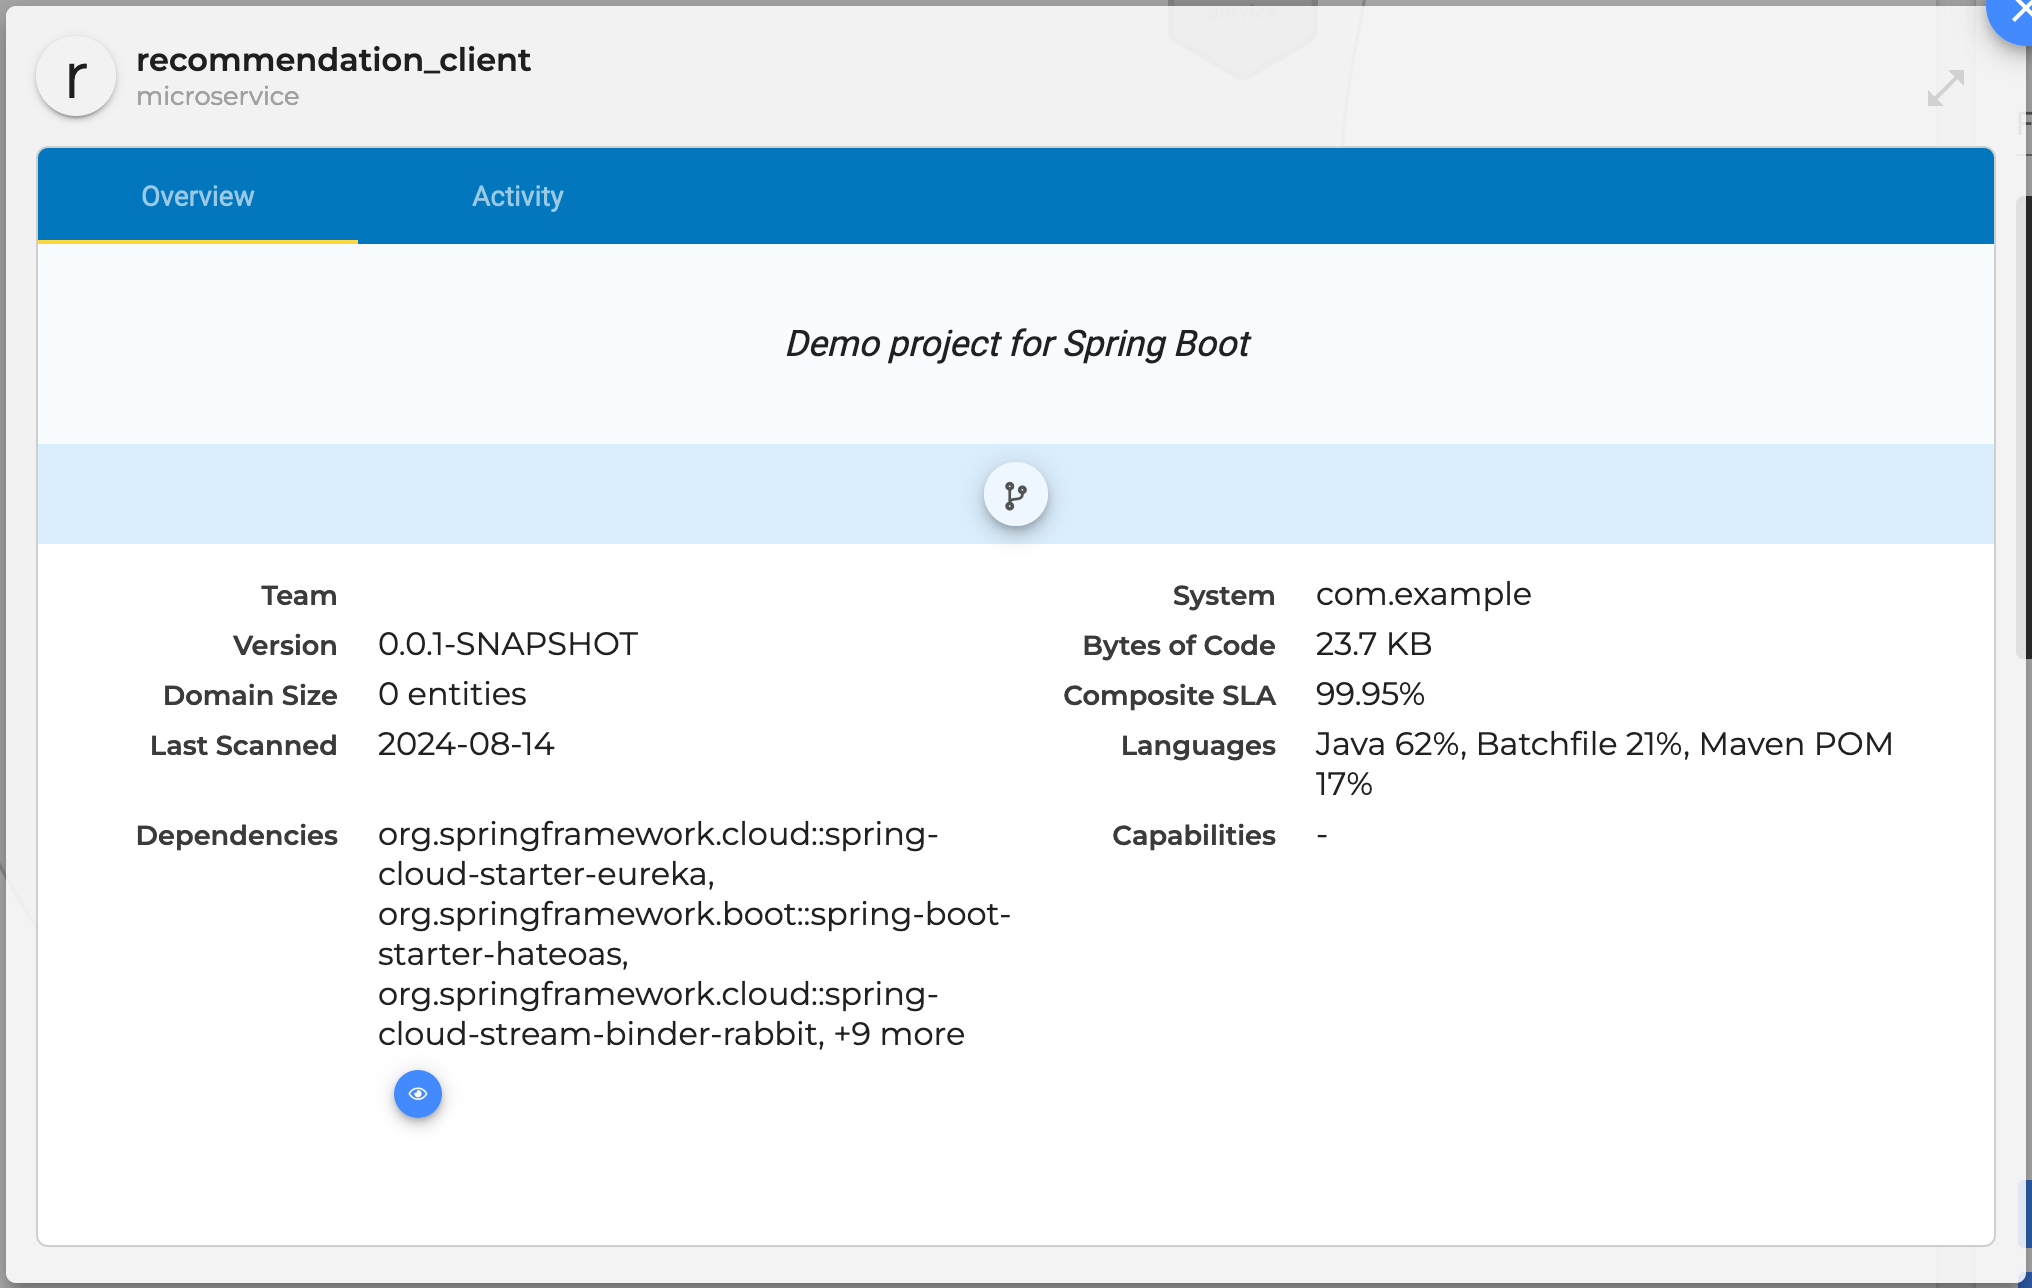 r
recommendation_client
microservice
Overview
Activity
Demo project for Spring Boot
Team
System com.example
Version 0.0.1-SNAPSHOT
Bytes of Code 23.7 KB
Domain Size 0 entities
Composite SLA 99.95%
Last Scanned 2024-08-14
Languages Java 62%, Batchfile 21%, Maven POM
17%
Dependencies org.springframework.cloud::spring-
cloud-starter-eureka,
org.springframework.boot::spring-boot-
starter-hateoas,
org.springframework.cloud::spring-
cloud-stream-binder-rabbit, +9 more
Capabilities -